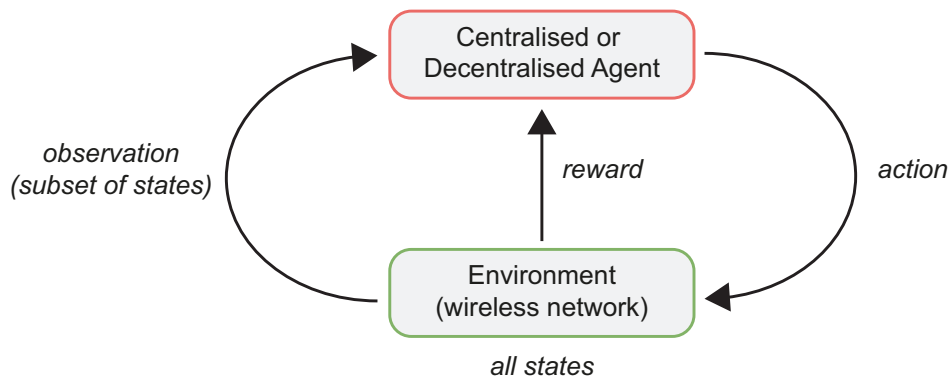 Centralised or
Decentralised Agent
observation
(subset of states)
reward
action
Environment
(wireless network)
all states